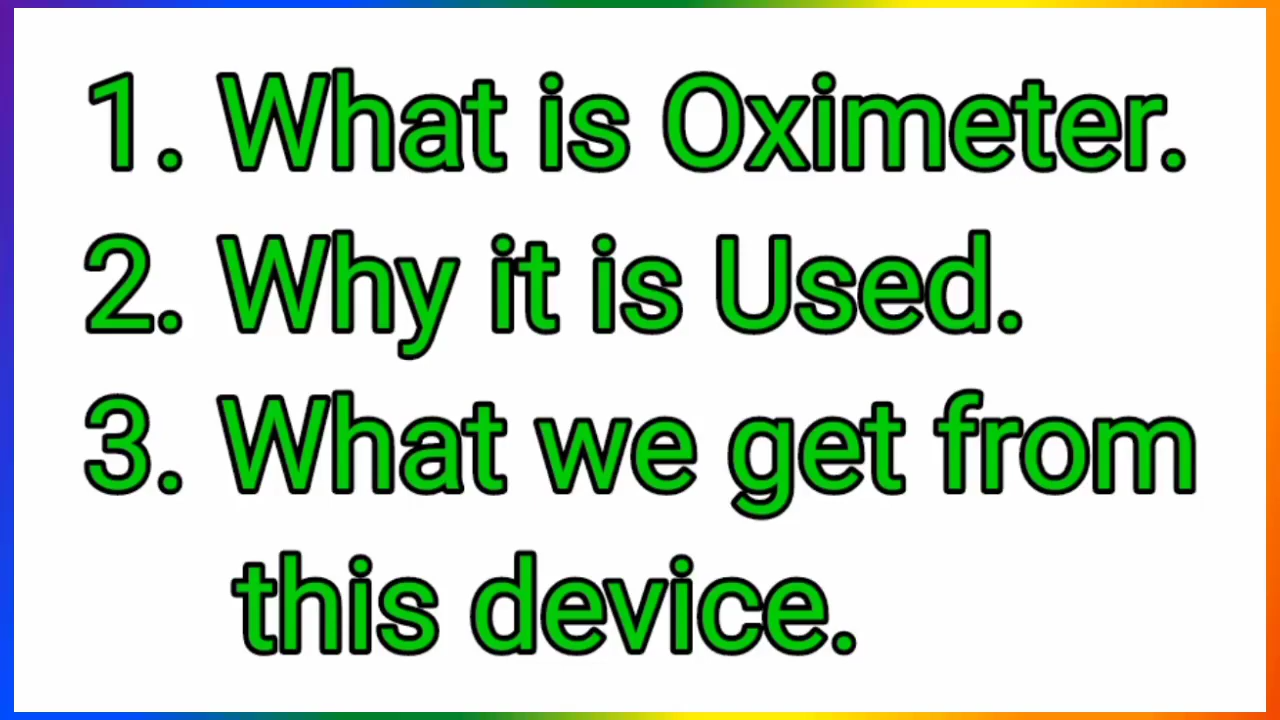 1. What is Oximeter.
2. Why it is Used.
3. What we get from
this device.